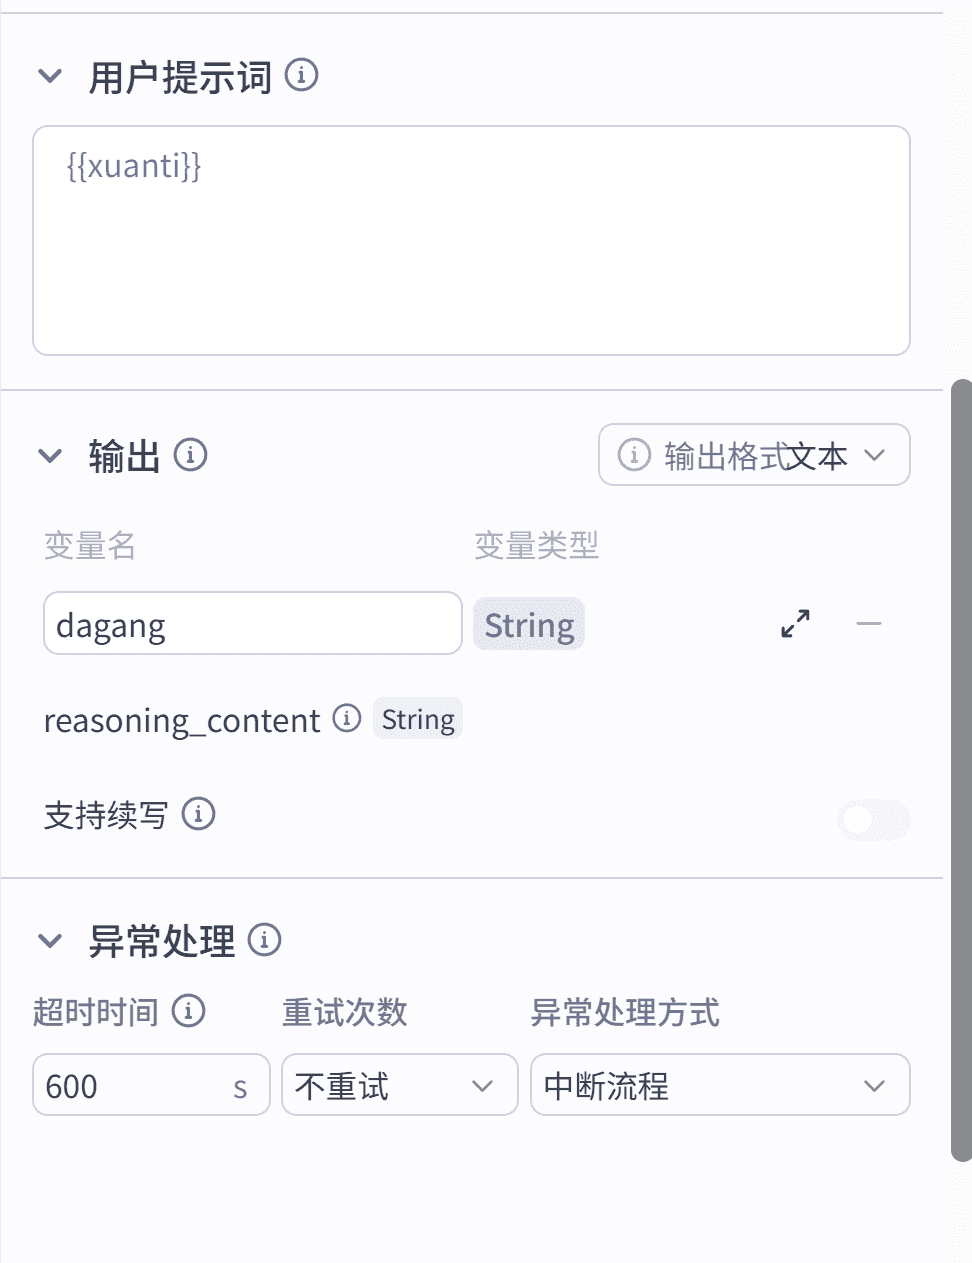 用户提示词
{{xuanti}}
输出
输出格式文本
变量名 变量类型
dagang String
reasoning_content String
支持续写
异常处理
超时时间 重试次数 异常处理方式
600 s 不重试 中断流程